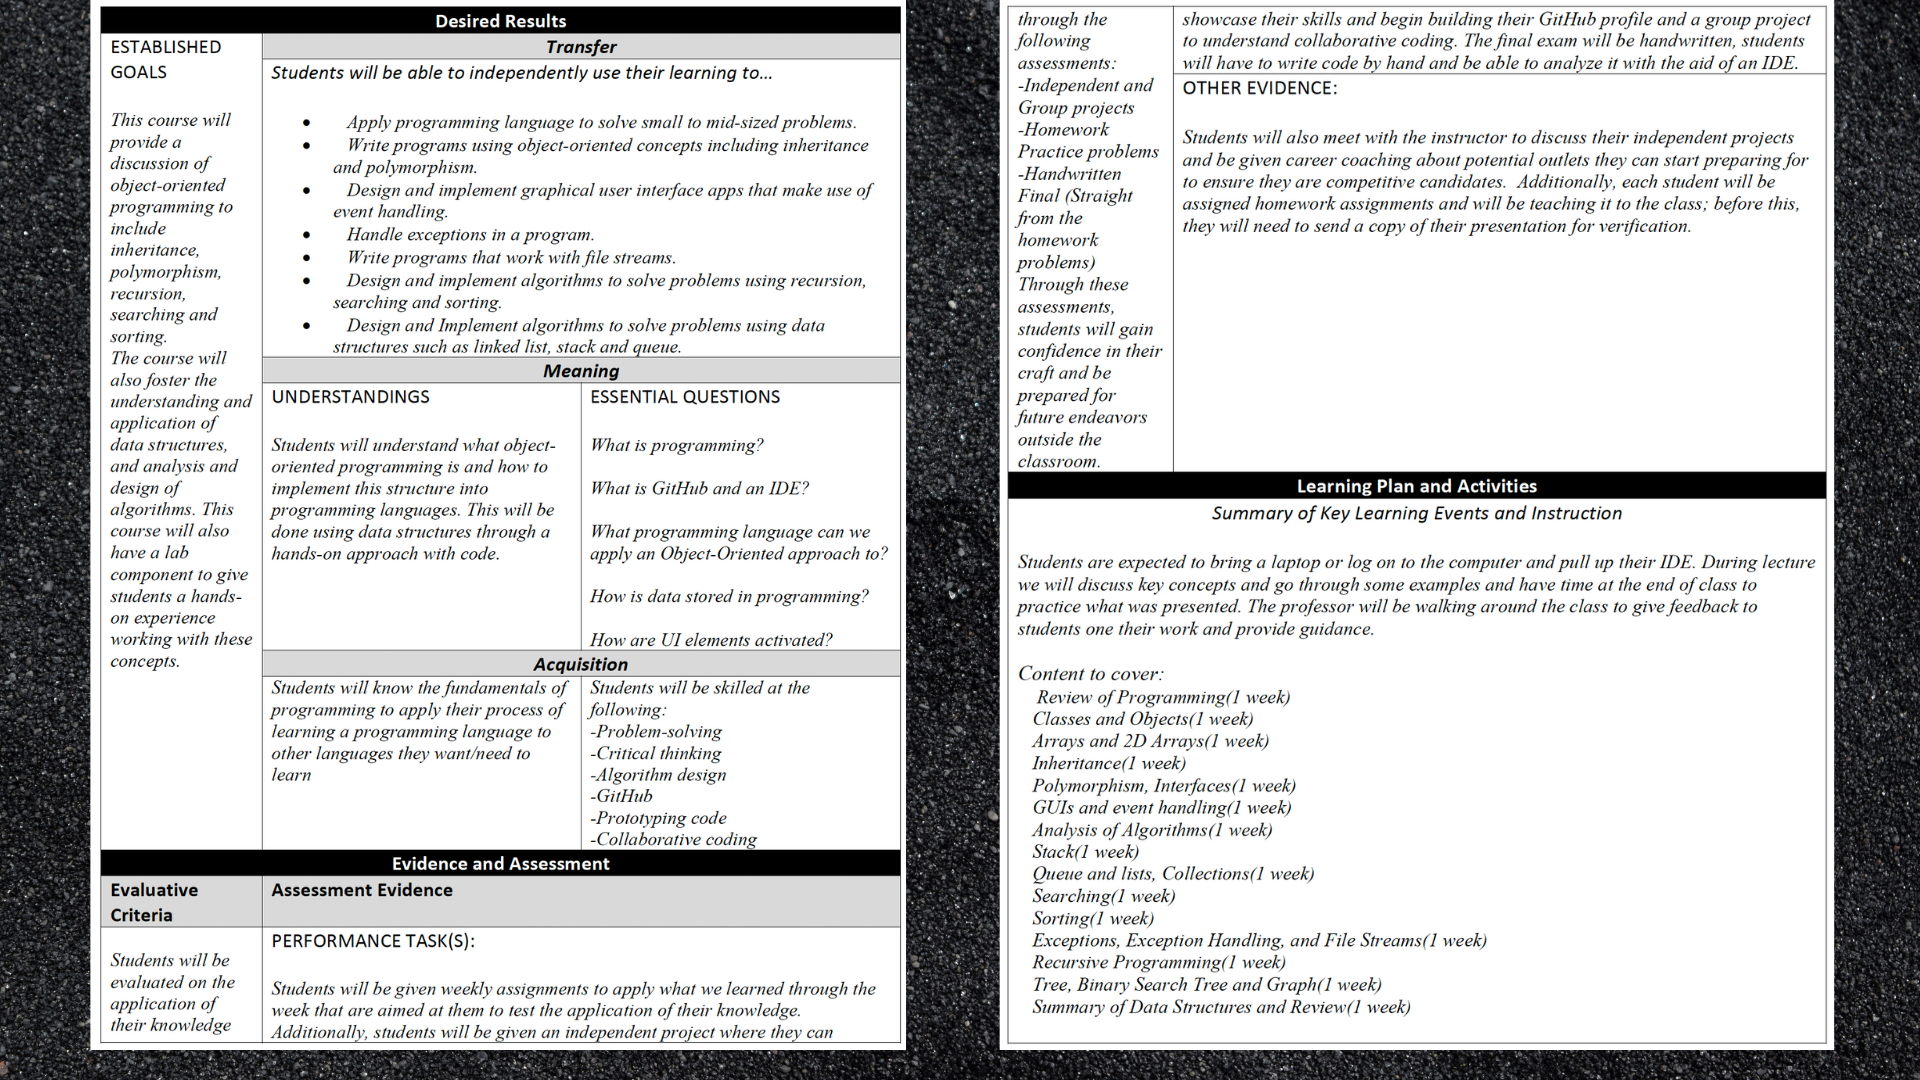 Desired Results
ESTABLISHED
GOALS
This course will
provide a
discussion of
object-oriented
programming to
include
inheritance,
polymorphism,
recursion,
searching and
sorting.
The course will
also foster the
understanding and
application of
data structures,
and analysis and
design of
algorithms. This
course will also
have a lab
component to give
students a hands-
on experience
working with these
concepts.
Transfer
Students will be able to independently use their learning to...
• Apply programming language to solve small to mid-sized problems.
• Write programs using object-oriented concepts including inheritance
and polymorphism.
• Design and implement graphical user interface apps that make use of
event handling.
• Handle exceptions in a program.
• Write programs that work with file streams.
• Design and implement algorithms to solve problems using recursion,
searching and sorting.
• Design and Implement algorithms to solve problems using data
structures such as linked list, stack and queue.
Meaning
UNDERSTANDINGS
Students will understand what object-
oriented programming is and how to
implement this structure into
programming languages. This will be
done using data structures through a
hands-on approach with code.
ESSENTIAL QUESTIONS
What is programming?
What is GitHub and an IDE?
What programming language can we
apply an Object-Oriented approach to?
How is data stored in programming?
How are UI elements activated?
Acquisition
Students will know the fundamentals of
programming to apply their process of
learning a programming language to
other languages they want/need to
learn
Students will be skilled at the
following:
-Problem-solving
-Critical thinking
-Algorithm design
-GitHub
-Prototyping code
-Collaborative coding
Evidence and Assessment
Evaluative
Criteria
Assessment Evidence
Students will be
evaluated on the
application of
their knowledge
PERFORMANCE TASK(S):
Students will be given weekly assignments to apply what we learned through the
week that are aimed at them to test the application of their knowledge.
Additionally, students will be given an independent project where they can
through the
following
assessments:
-Independent and
Group projects
-Homework
Practice problems
-Handwritten
Final (Straight
from the
homework
problems)
Through these
assessments,
students will gain
confidence in their
craft and be
prepared for
future endeavors
outside the
classroom.
showcase their skills and begin building their GitHub profile and a group project
to understand collaborative coding. The final exam will be handwritten, students
will have to write code by hand and be able to analyze it with the aid of an IDE.
OTHER EVIDENCE:
Students will also meet with the instructor to discuss their independent projects
and be given career coaching about potential outlets they can start preparing for
to ensure they are competitive candidates. Additionally, each student will be
assigned homework assignments and will be teaching it to the class; before this,
they will need to send a copy of their presentation for verification.
Learning Plan and Activities
Summary of Key Learning Events and Instruction
Students are expected to bring a laptop or log on to the computer and pull up their IDE. During lecture
we will discuss key concepts and go through some examples and have time at the end of class to
practice what was presented. The professor will be walking around the class to give feedback to
students one their work and provide guidance.
Content to cover:
Review of Programming(1 week)
Classes and Objects(1 week)
Arrays and 2D Arrays(1 week)
Inheritance(1 week)
Polymorphism, Interfaces(1 week)
GUIs and event handling(1 week)
Analysis of Algorithms(1 week)
Stack(1 week)
Queue and lists, Collections(1 week)
Searching(1 week)
Sorting(1 week)
Exceptions, Exception Handling, and File Streams(1 week)
Recursive Programming(1 week)
Tree, Binary Search Tree and Graph(1 week)
Summary of Data Structures and Review(1 week)